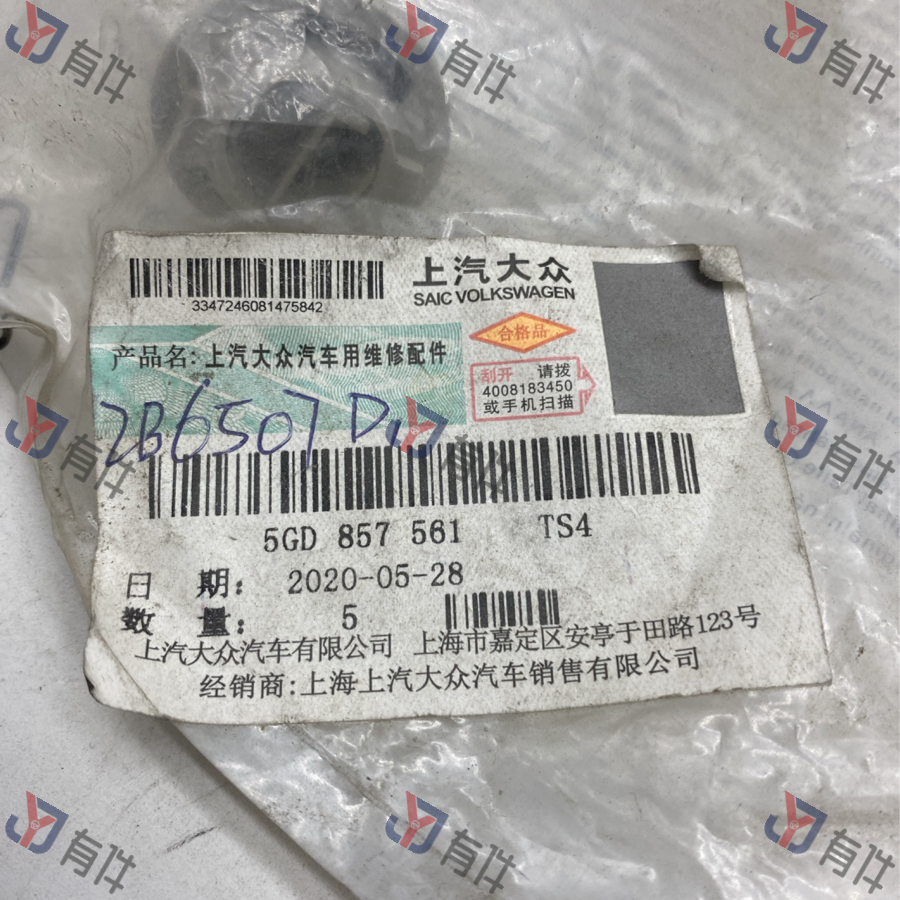 上汽大众
SAIC VOLKSWAGEN
3347246081475842
合格品
产品名: 上汽大众汽车用维修配件
刮开 请拨
4008183450
或手机扫描
2B6507D
5GD 857 561 TS4
日 期: 2020-05-28
数 量: 5
上汽大众汽车有限公司 上海市嘉定区安亭于田路123号
经销商:上海上汽大众汽车销售有限公司
有件
有件
有件
有件
有件
有件
有件
有件
有件